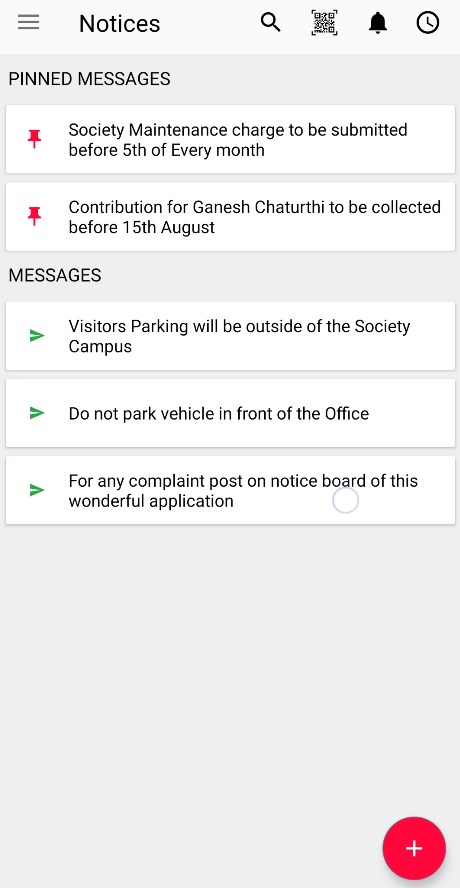 Notices
PINNED MESSAGES
Society Maintenance charge to be submitted
before 5th of Every month
Contribution for Ganesh Chaturthi to be collected
before 15th August
MESSAGES
Visitors Parking will be outside of the Society
Campus
Do not park vehicle in front of the Office
For any complaint post on notice board of this
wonderful application